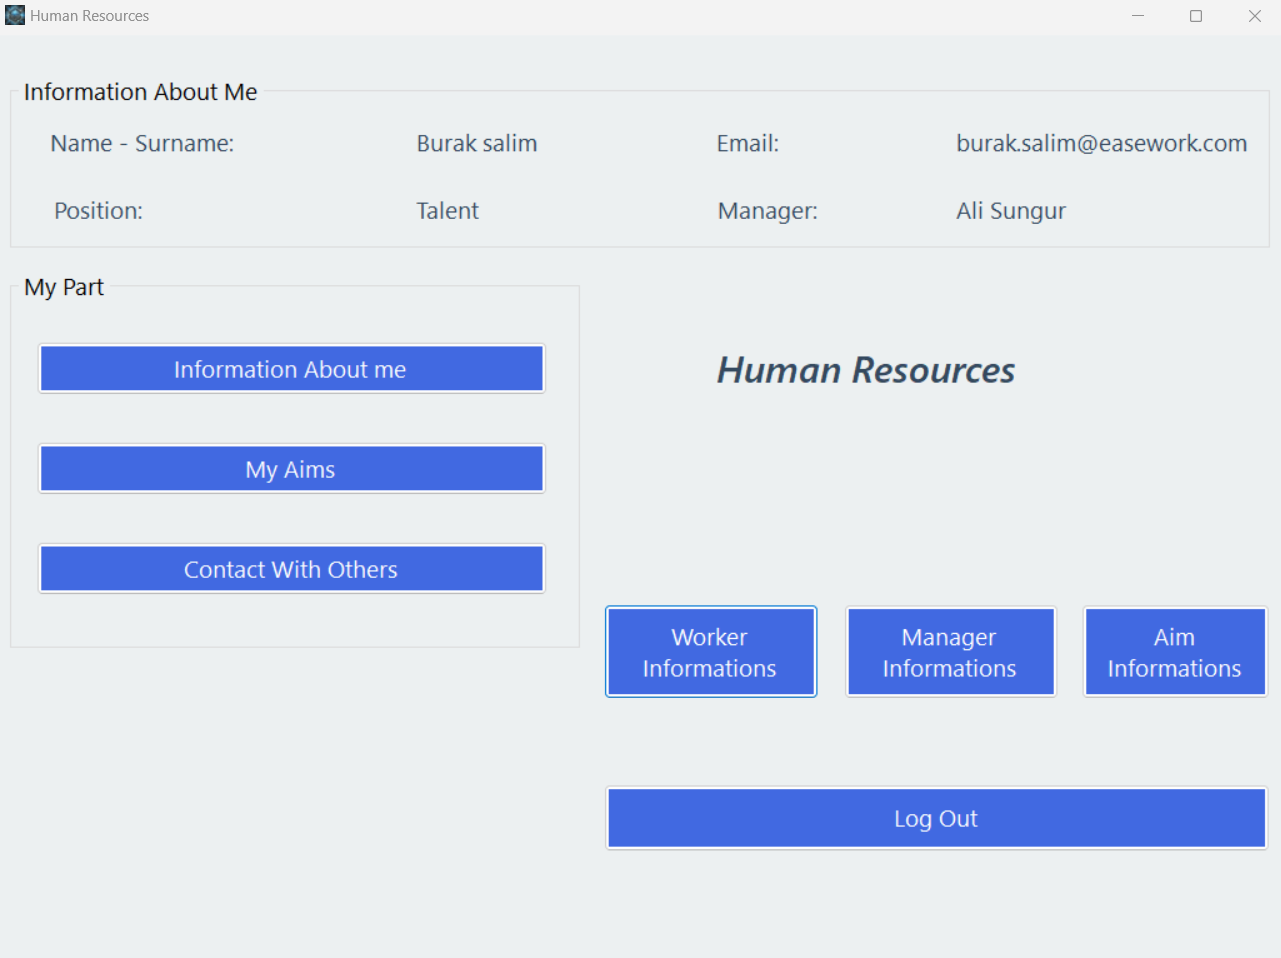 Human Resources
Information About Me
Name - Surname: Burak salim Email: burak.salim@easework.com
Position: Talent Manager: Ali Sungur
My Part
Information About me
My Aims
Contact With Others
Human Resources
Worker
Informations
Manager
Informations
Aim
Informations
Log Out